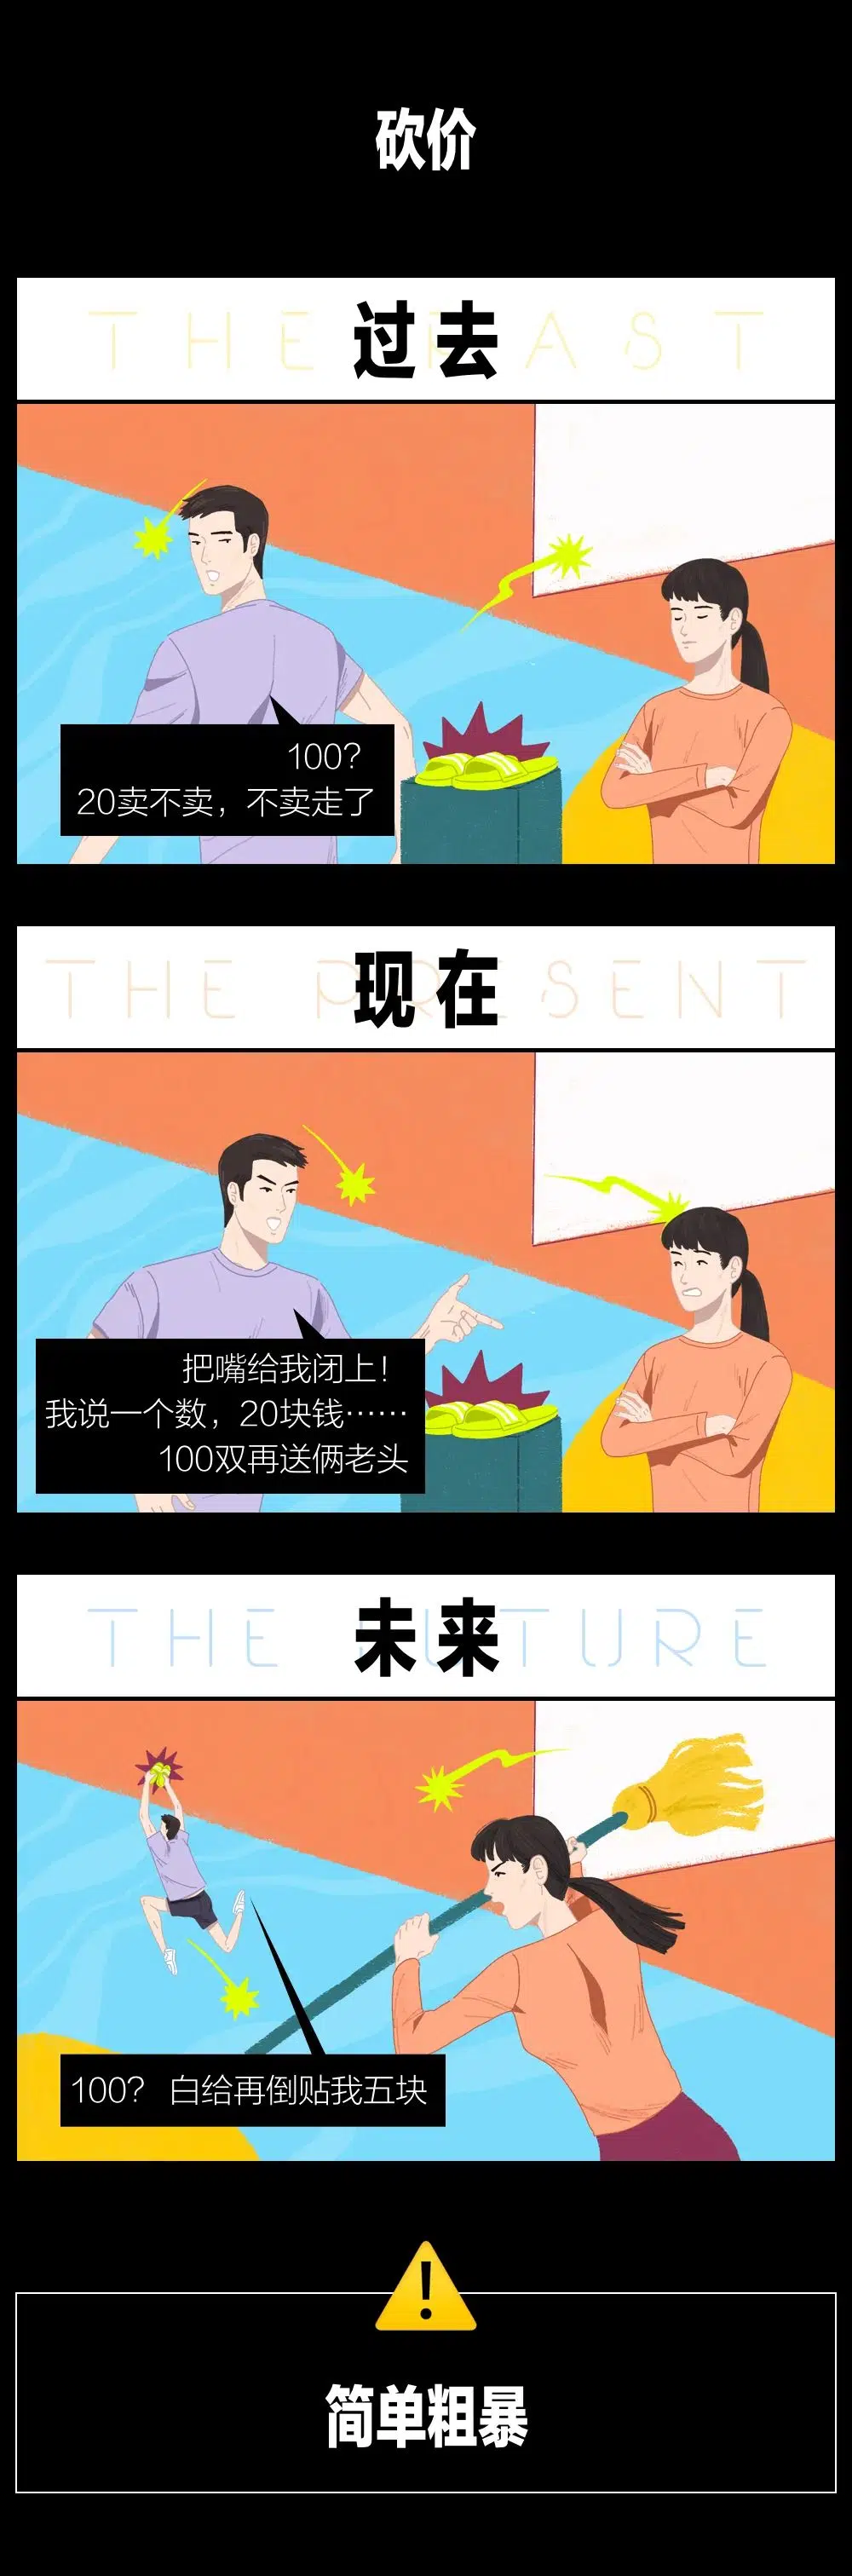 砍价
THE PAST
过去
100?
20卖不卖，不卖走了
THE PRESENT
现在
把嘴给我闭上！
我说一个数，20块钱……
100双再送俩老头
THE FUTURE
未来
100? 白给再倒贴我五块
简单粗暴